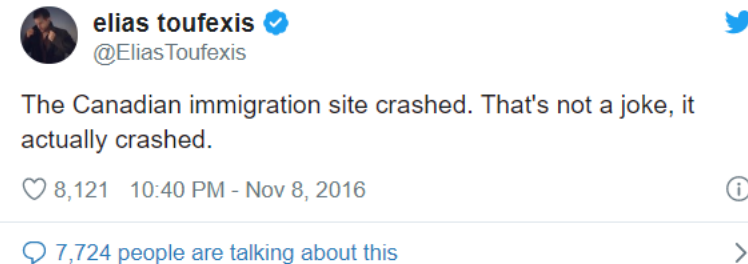 elias toufexis
@EliasToufexis
The Canadian immigration site crashed. That's not a joke, it
actually crashed.
8,121 10:40 PM - Nov 8, 2016
7,724 people are talking about this